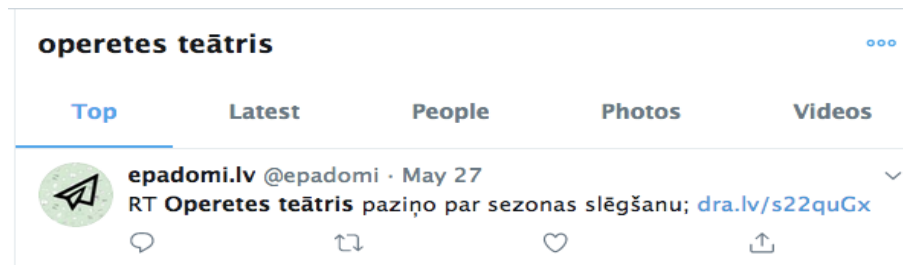 operetes teātris
Top Latest People Photos Videos
epadomi.lv @epadomi · May 27
RT Operetes teātris paziņo par sezonas slēgšanu; dra.lv/s22quGx